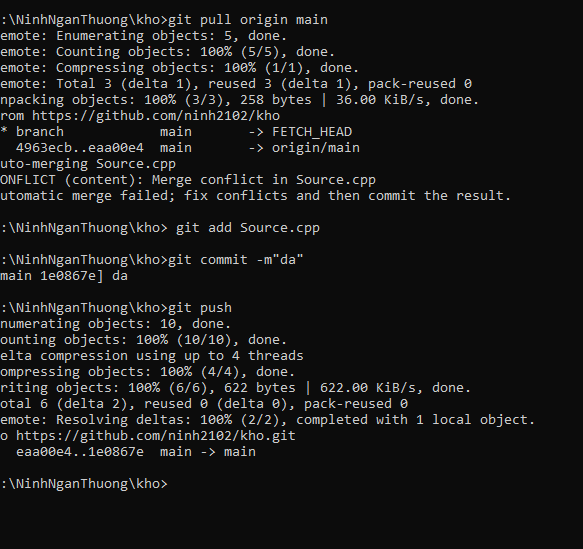 :\NinhNganThuong\kho>git pull origin main
emote: Enumerating objects: 5, done.
emote: Counting objects: 100% (5/5), done.
emote: Compressing objects: 100% (1/1), done.
emote: Total 3 (delta 1), reused 3 (delta 1), pack-reused 0
npacking objects: 100% (3/3), 258 bytes | 36.00 KiB/s, done.
rom https://github.com/ninh2102/kho
* branch            main       -> FETCH_HEAD
  4963ecb..eaa00e4  main       -> origin/main
uto-merging Source.cpp
ONFLICT (content): Merge conflict in Source.cpp
utomatic merge failed; fix conflicts and then commit the result.
:\NinhNganThuong\kho> git add Source.cpp
:\NinhNganThuong\kho>git commit -m"da"
main 1e0867e] da
:\NinhNganThuong\kho>git push
numerating objects: 10, done.
ounting objects: 100% (10/10), done.
elta compression using up to 4 threads
ompressing objects: 100% (4/4), done.
riting objects: 100% (6/6), 622 bytes | 622.00 KiB/s, done.
otal 6 (delta 2), reused 0 (delta 0), pack-reused 0
emote: Resolving deltas: 100% (2/2), completed with 1 local object.
o https://github.com/ninh2102/kho.git
  eaa00e4..1e0867e  main -> main
:\NinhNganThuong\kho>